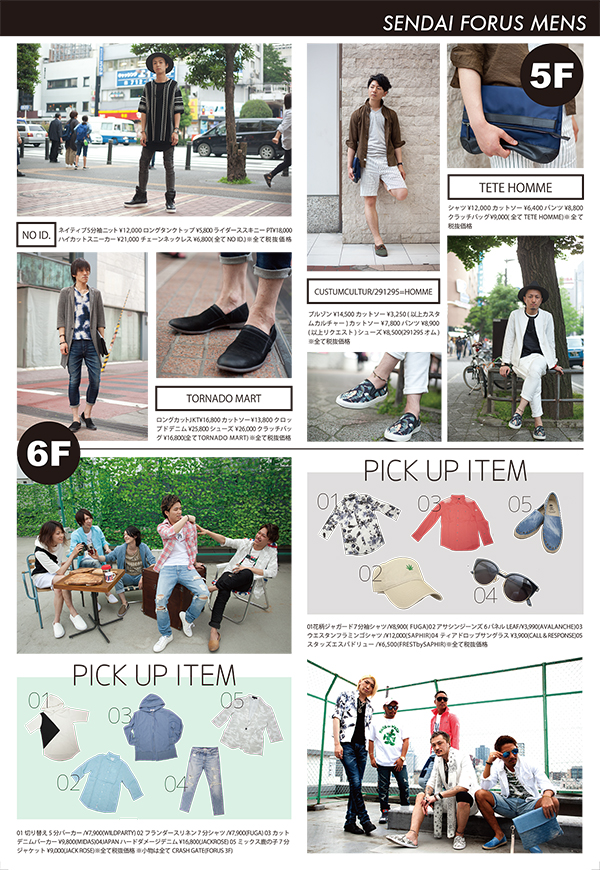 SENDAI FORUS MENS
5F
NO ID.
ネイティブ5分袖ニット ¥12,000 ロングタンクトップ ¥5,800 ライダーススキニー PT¥18,000
ハイカットスニーカー ¥21,000 チェーンネックレス ¥6,800(全て NO ID.)※全て税抜価格
TORNADO MART
ロングカットJKT¥16,800 カットソー ¥13,800 クロッ
プドデニム ¥25,800 シューズ ¥26,000 クラッチバッ
グ ¥16,800(全てTORNADO MART) ※全て税抜価格
CUSTUMCULTUR/291295=HOMME
ブルゾン ¥14,500 カットソー ¥3,250 ( 以上カスタ
ムカルチャー ) カットソー ¥7,800 パンツ ¥8,900
( 以上リクエスト ) シューズ ¥8,500(291295 オム )
※全て税抜価格
TETE HOMME
シャツ ¥12,000 カットソー ¥6,400 パンツ ¥8,800
クラッチバッグ ¥9,000( 全て TETE HOMME)※全て
税抜価格
6F
PICK UP ITEM
01
03
05
02
04
01花柄ジャガード7分袖シャツ/¥8,900( FUGA)02 アサシンジーンズ 6パネル LEAF/¥3,990(AVALANCHE)03
ウエスタンフラミンゴシャツ /¥12,000(SAPHIR)04 ティアドロップサングラス ¥3,900(CALL & RESPONSE)05
スタッズエスパドリュー /¥6,500(FRESTbySAPHIR)※全て税抜価格
PICK UP ITEM
01
03
05
02
04
01 切り替え 5 分パーカー /¥7,900(WILDPARTY) 02 フランダースリネン 7 分シャツ /¥7,900(FUGA) 03 カット
デニムパーカー ¥9,800(MIDAS)04JAPAN ハードダメージデニム ¥16,800(JACKROSE) 05 ミックス鹿の子 7 分
ジャケット ¥9,000(JACK ROSE)※全て税抜価格 ※小物は全て CRASH GATE(FORUS 3F)